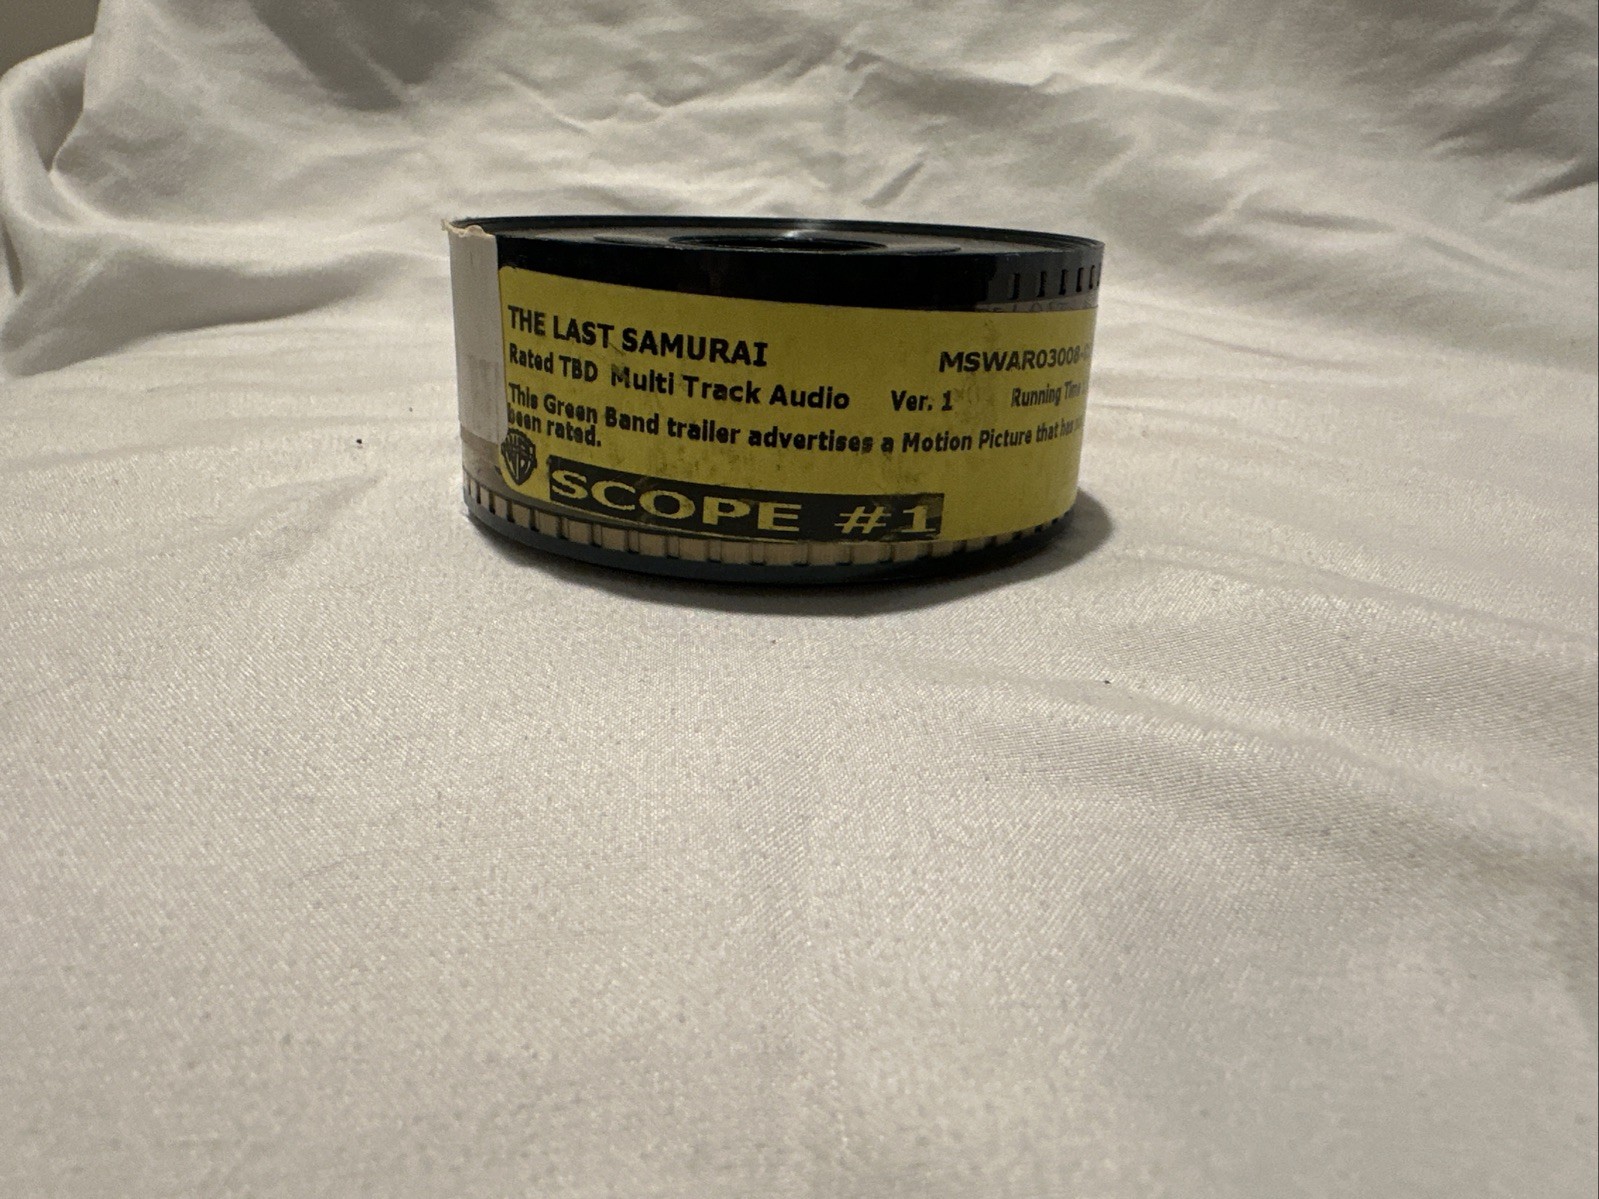 THE LAST SAMURAI
MSWAR03008-
Rated TBD Multi Track Audio Ver. 1 Running Time
This Green Band trailer advertises a Motion Picture that has
been rated.
WB
SCOPE #1